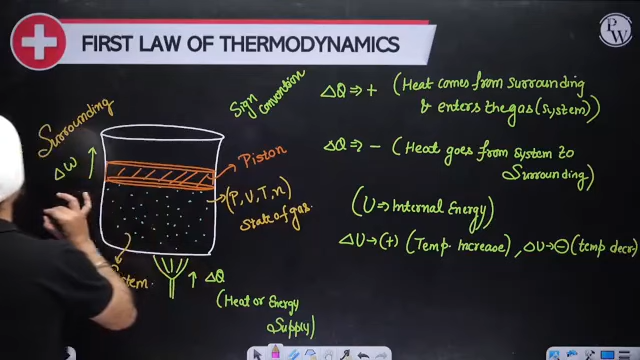 FIRST LAW OF THERMODYNAMICS
PW
Surrounding
ΔW
Piston
(P, V, T, n)
State of gas.
System.
ΔQ
(Heat or Energy
Supply)
Sign
convention
ΔQ ⇒ + (Heat comes from surrounding
& enters the gas (system))
ΔQ ⇒ - (Heat goes from system to
Surrounding)
(U ⇒ Internal Energy)
ΔU → (+) (Temp Increase), ΔU → ⊖ (temp decr